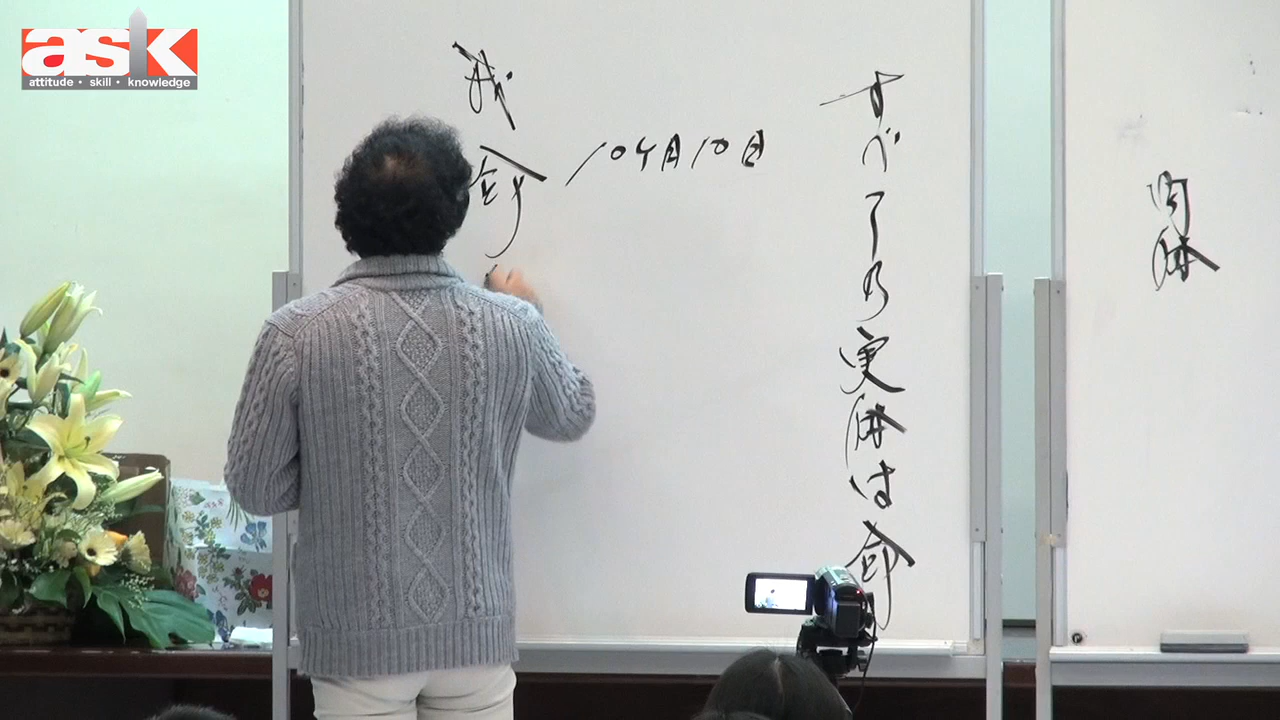 ask
attitude • skill • knowledge
肉体
すべての実体は命
10ヶ月10日
我命